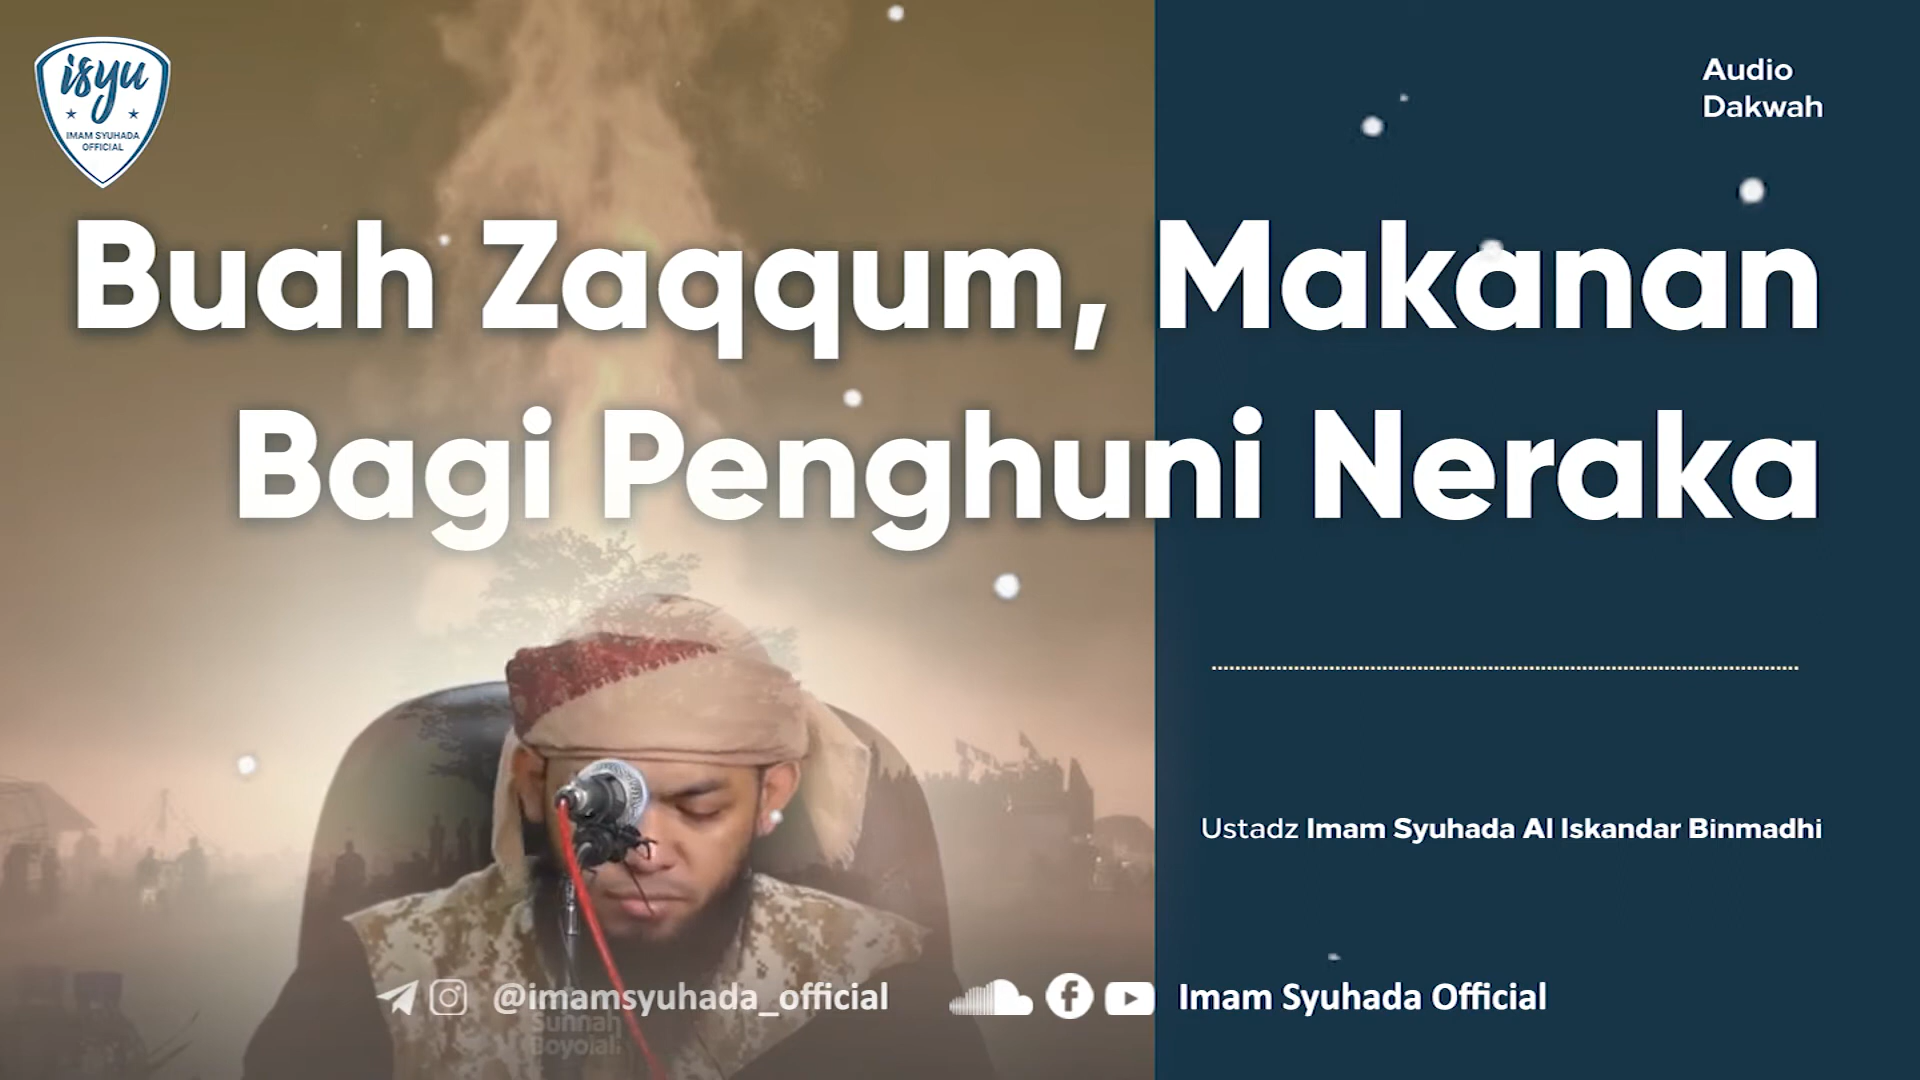 isyu
IMAM SYUHADA
OFFICIAL
Audio
Dakwah
Buah Zaqqum, Makanan
Bagi Penghuni Neraka
Ustadz Imam Syuhada Al Iskandar Binmadhi
@imamsyuhada_official
Imam Syuhada Official
Sunnah
Boyolali